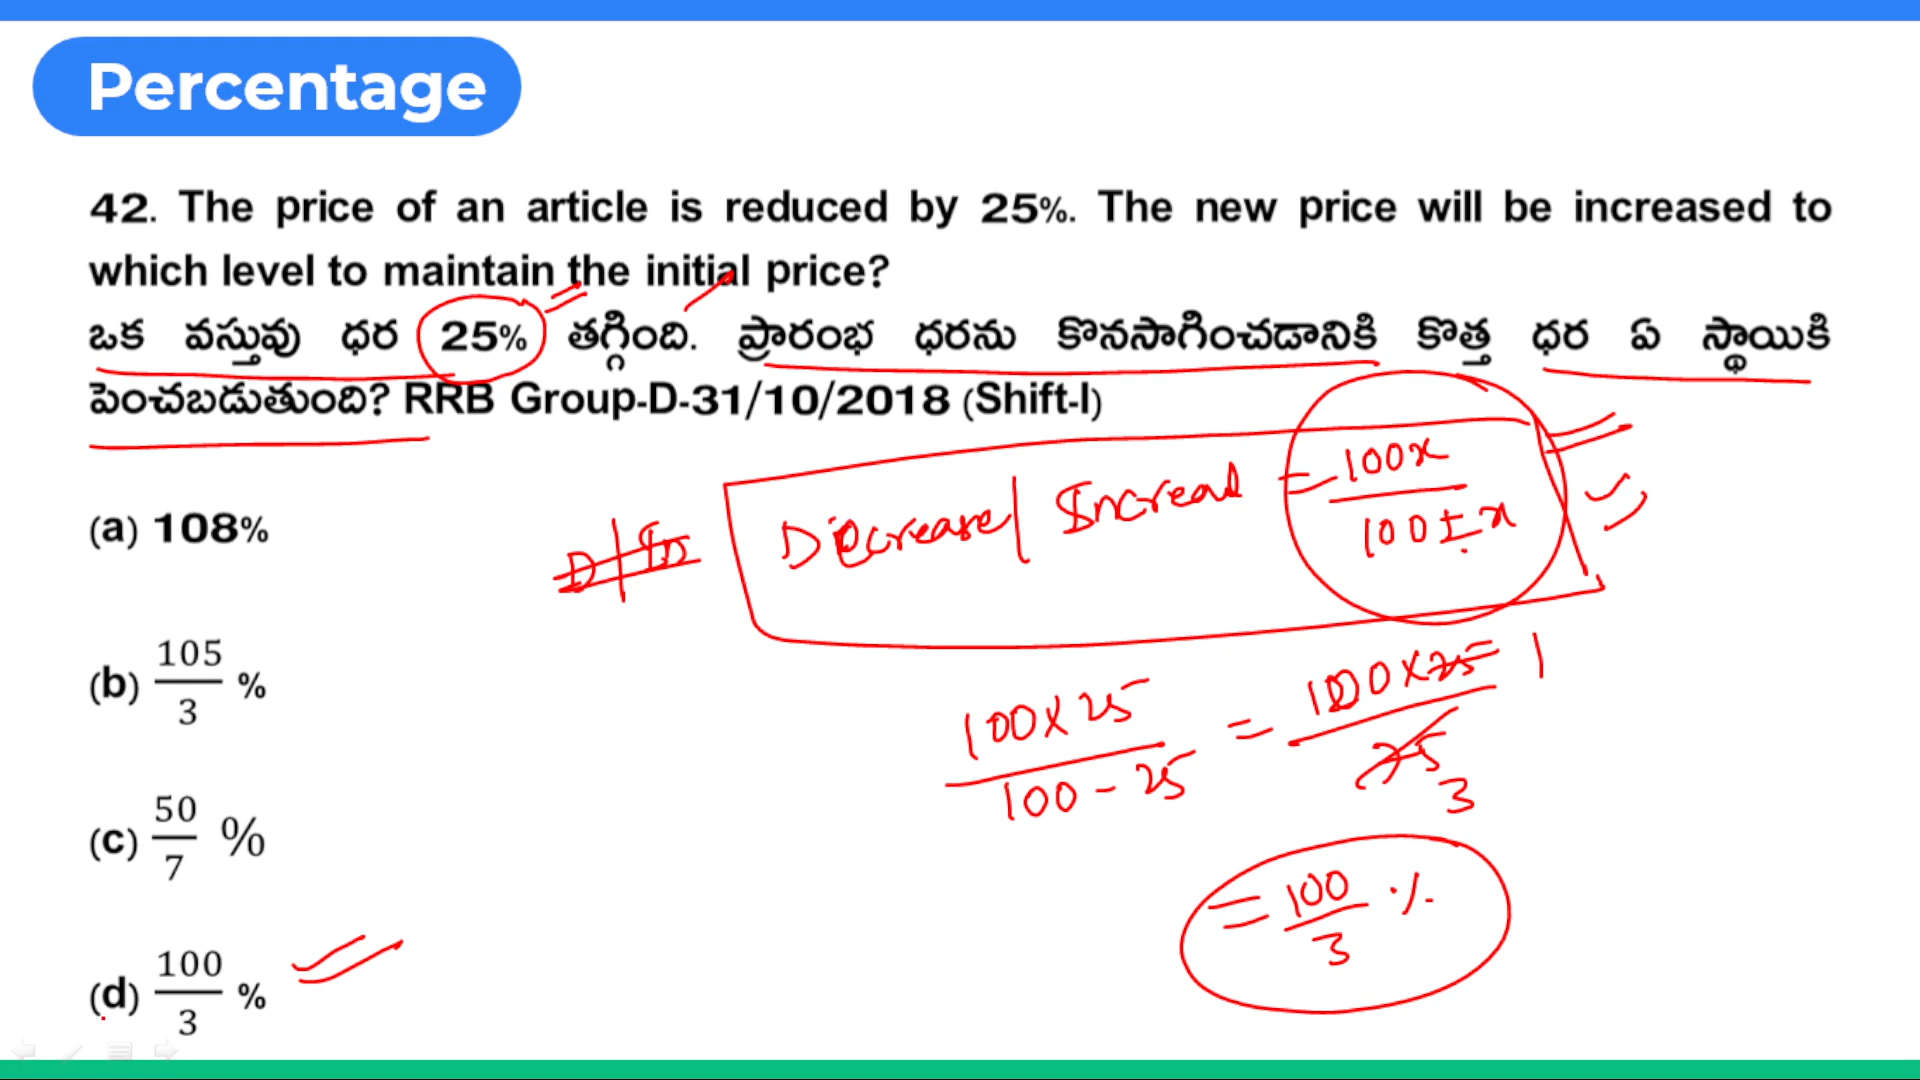 Percentage
42. The price of an article is reduced by 25%. The new price will be increased to
which level to maintain the initial price?
ఒక వస్తువు ధర 25% తగ్గింది. ప్రారంభ ధరను కొనసాగించడానికి కొత్త ధర ఏ స్థాయికి
పెంచబడుతుంది? RRB Group-D-31/10/2018 (Shift-I)
(a) 108%
(b) 105/3 %
(c) 50/7 %
(d) 100/3 %
Decrease/ Increase = 100x / 100 ± x
100 x 25 / 100 - 25 = 100 x 25 / 75 1 3
= 100/3 %